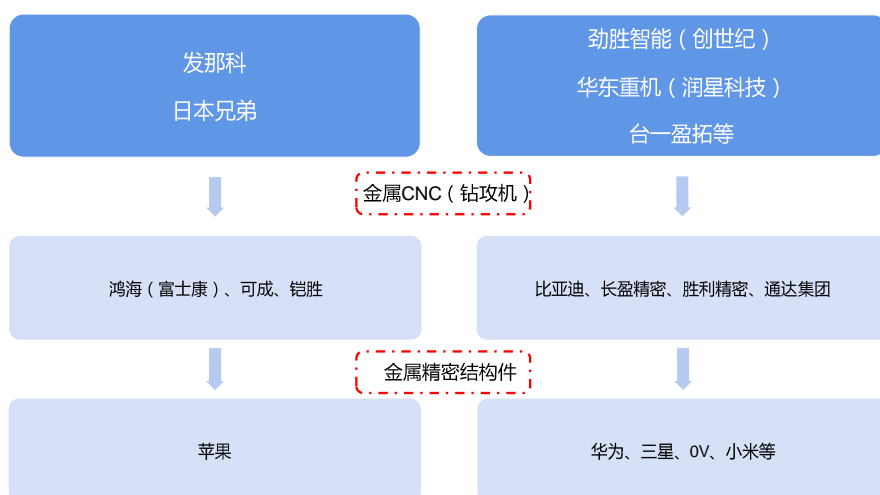 发那科
日本兄弟
劲胜智能（创世纪）
华东重机（润星科技）
台一盈拓等
金属CNC（钻攻机）
鸿海（富士康）、可成、铠胜
比亚迪、长盈精密、胜利精密、通达集团
金属精密结构件
苹果
华为、三星、0V、小米等